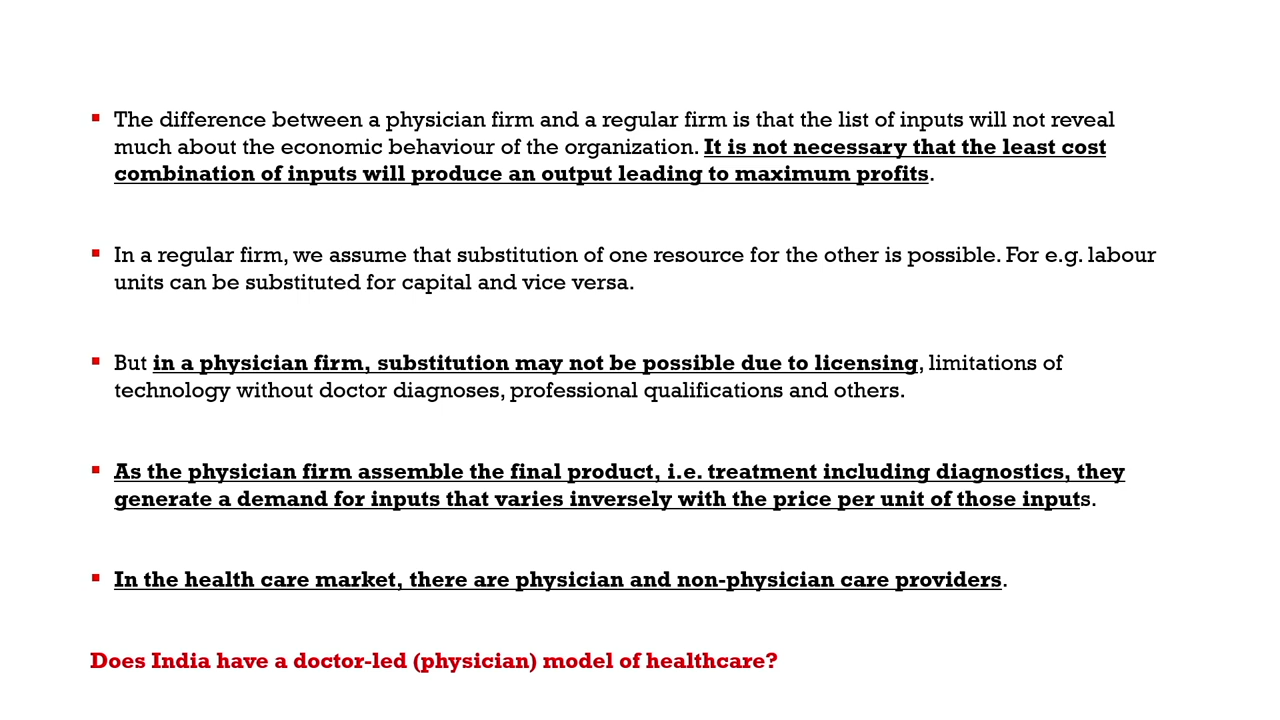 ▪ The difference between a physician firm and a regular firm is that the list of inputs will not reveal
much about the economic behaviour of the organization. It is not necessary that the least cost
combination of inputs will produce an output leading to maximum profits.
▪ In a regular firm, we assume that substitution of one resource for the other is possible. For e.g. labour
units can be substituted for capital and vice versa.
▪ But in a physician firm, substitution may not be possible due to licensing, limitations of
technology without doctor diagnoses, professional qualifications and others.
▪ As the physician firm assemble the final product, i.e. treatment including diagnostics, they
generate a demand for inputs that varies inversely with the price per unit of those inputs.
▪ In the health care market, there are physician and non-physician care providers.
Does India have a doctor-led (physician) model of healthcare?